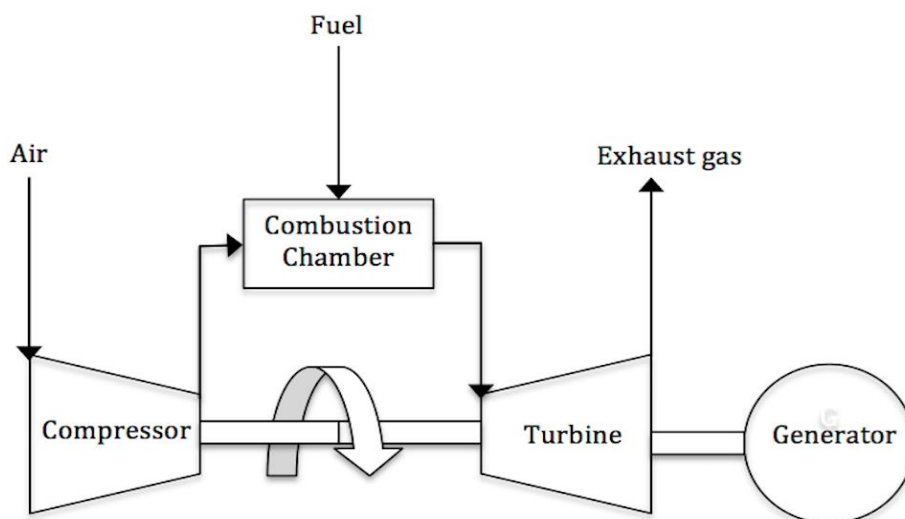 Fuel
Air
Exhaust gas
Combustion
Chamber
Compressor
Turbine
Generator